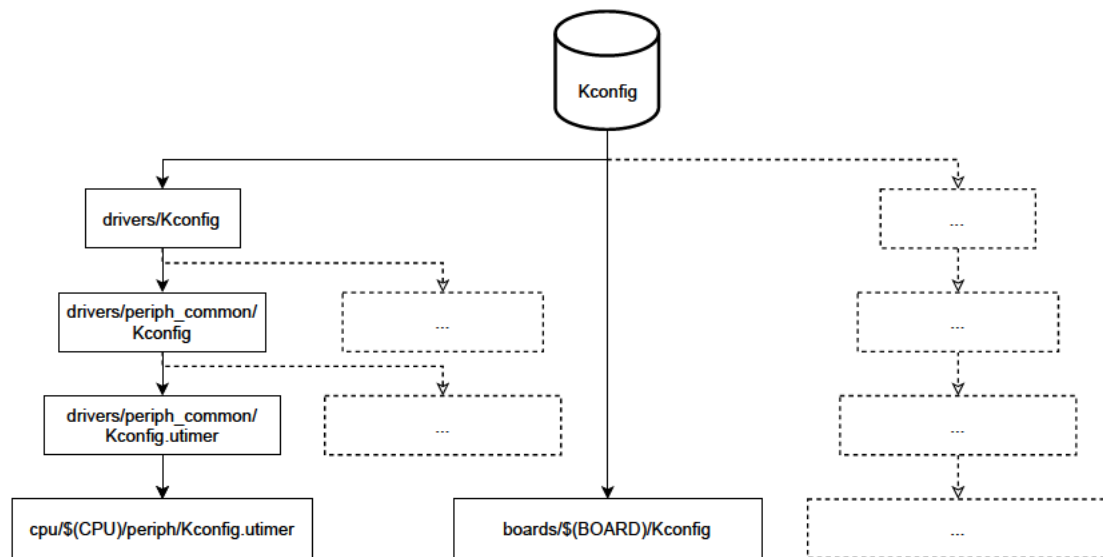 Kconfig
drivers/Kconfig
...
drivers/periph_common/
Kconfig
...
...
drivers/periph_common/
Kconfig.utimer
...
...
cpu/$(CPU)/periph/Kconfig.utimer
boards/$(BOARD)/Kconfig
...